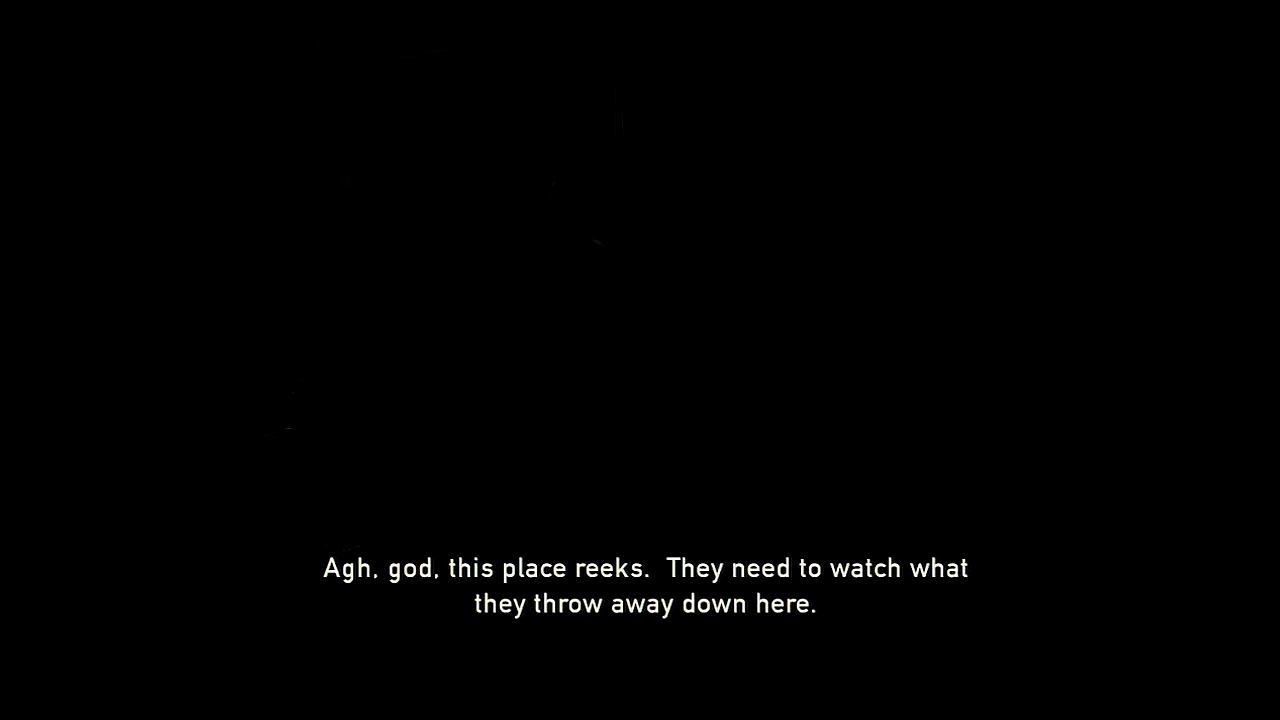 Agh, god, this place reeks.  They need to watch what
they throw away down here.